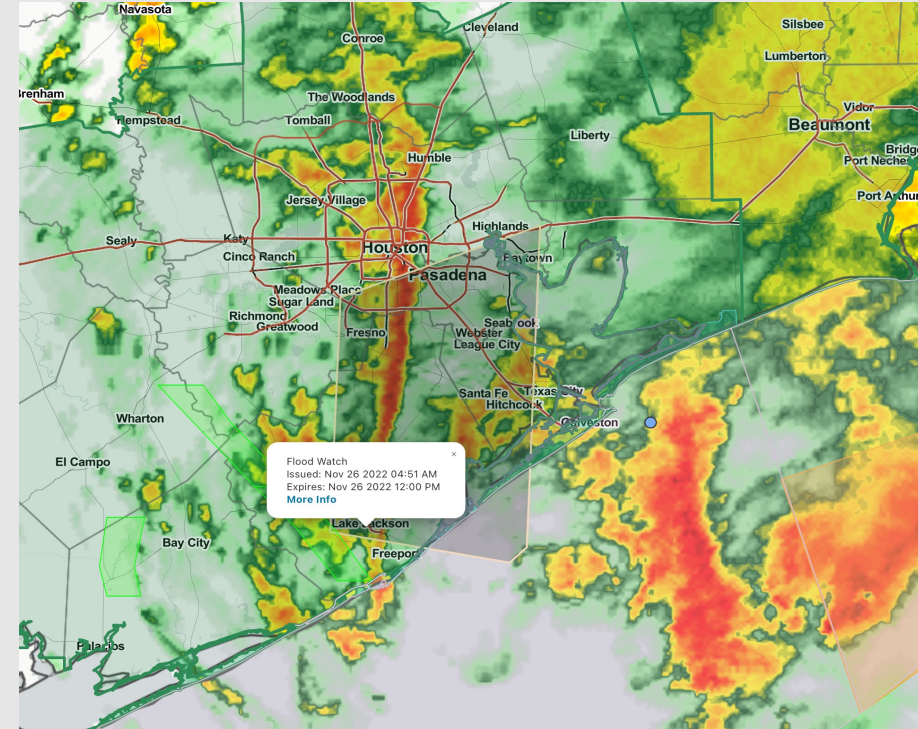 Navasota
Cleveland
Silsbee
Conroe
Lumberton
Brenham
The Woodlands
Vidor
Hempstead
Tomball
Beaumont
Liberty
Bridge
Humble
Port Neches
Jersey Village
Port Arthur
Highlands
Sealy
Katy
Houston
Cinco Ranch
Baytown
Pasadena
Meadows Place
Sugar Land
Richmond
Greatwood
Seabrook
Fresno
Webster
League City
Santa Fe
Texas City
Hitchcock
Wharton
Galveston
El Campo
×
Flood Watch
Issued: Nov 26 2022 04:51 AM
Expires: Nov 26 2022 12:00 PM
More Info
Lake Jackson
Bay City
Freeport
Palacios